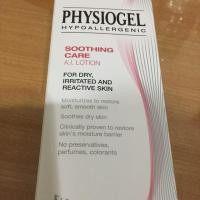 PHYSIOGEL
HYPOALLERGENIC
SOOTHING
CARE
A.I. LOTION
FOR DRY,
IRRITATED AND
REACTIVE SKIN
Moisturizes to restore
soft, smooth skin
Soothes dry skin
Clinically proven to restore
skin's moisture barrier
No preservatives,
perfumes, colorants